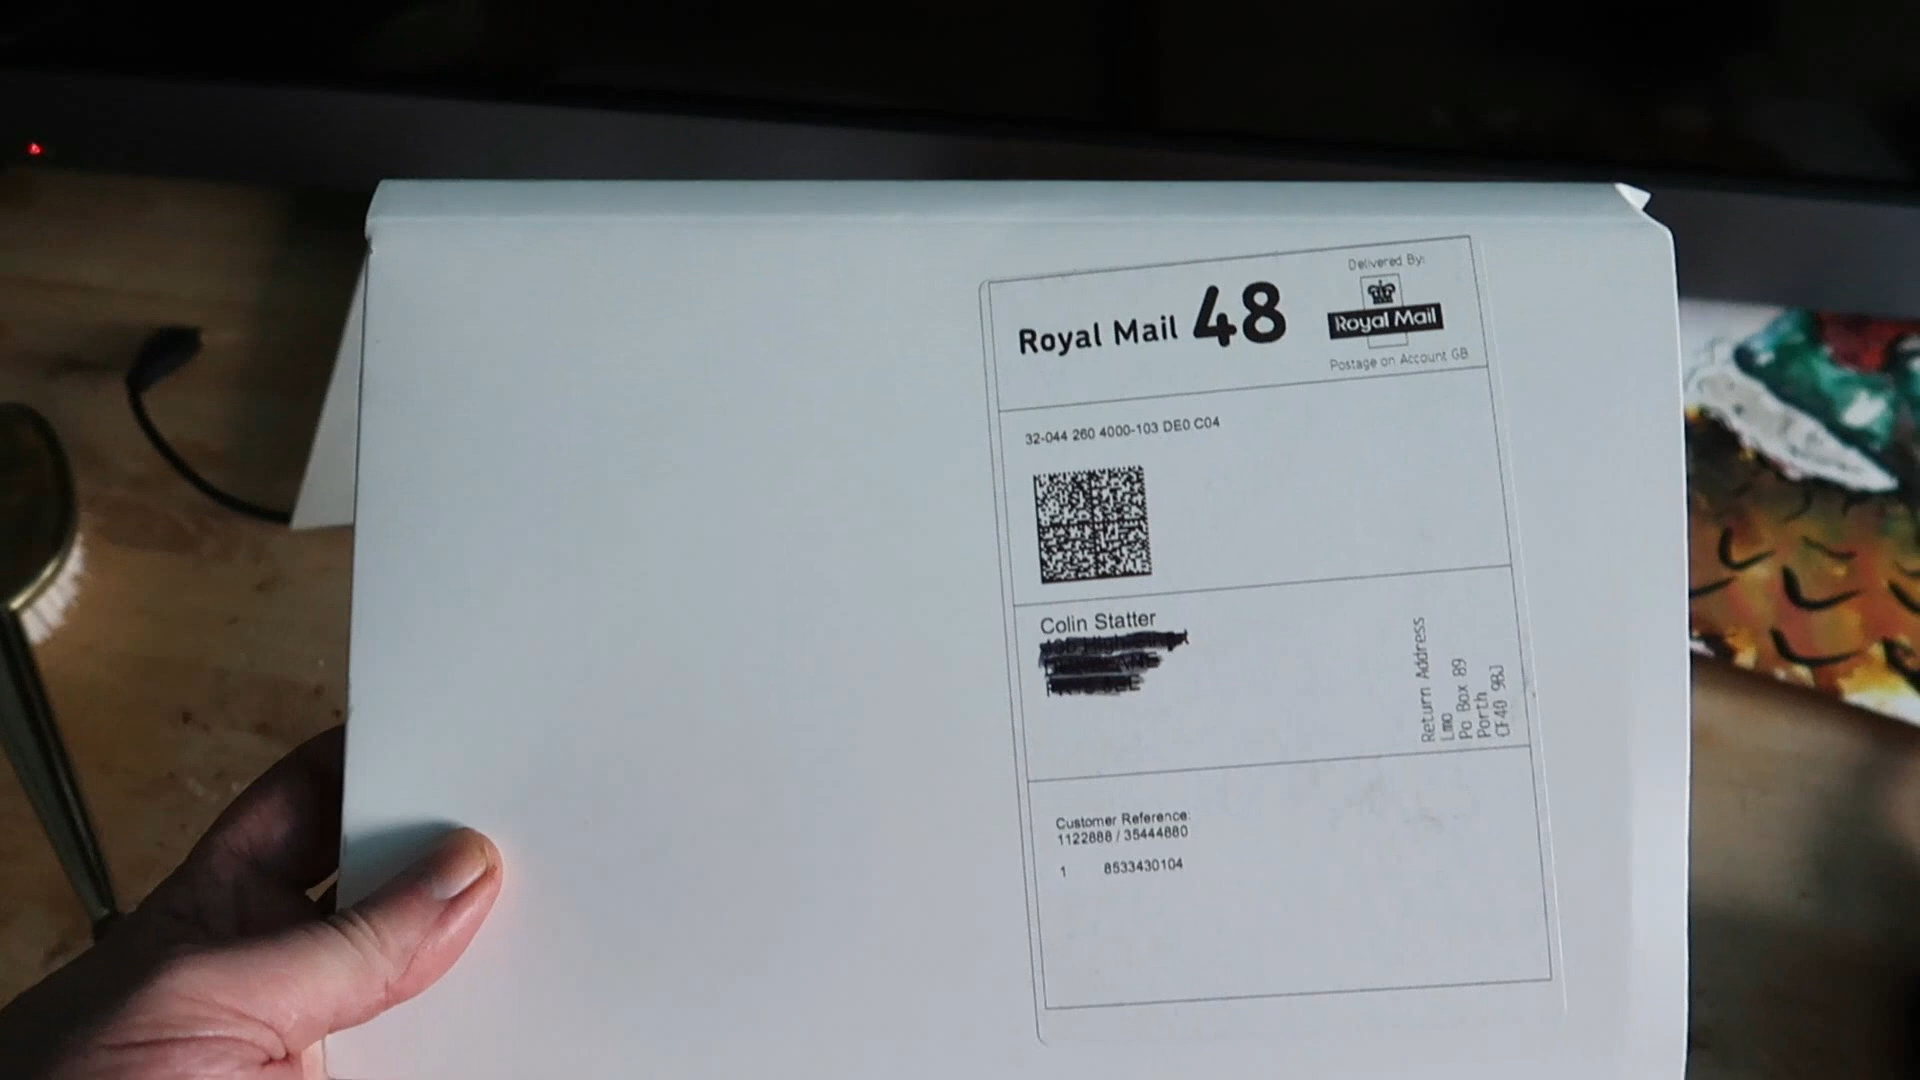 Royal Mail 48
Delivered By:
Royal Mail
Postage on Account GB
32-044 260 4000-103 DE0 C04
Colin Statter
Return Address
Lmo
Po Box 89
Porth
CF40 9BJ
Customer Reference:
1122888 / 35444880
1 8533430104